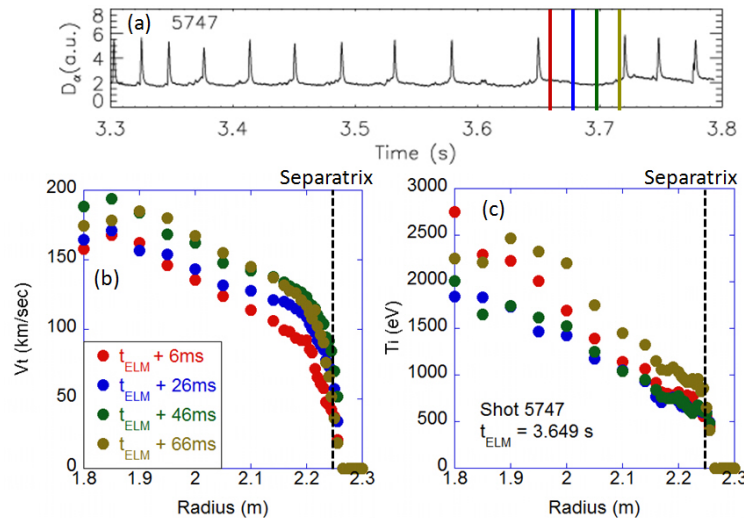 (a) 5747
8
6
4
2
0
Dα(a.u.)
3.3 3.4 3.5 3.6 3.7 3.8
Time (s)
Separatrix Separatrix
200
150
100
50
0
Vt (km/sec)
(b)
tELM + 6ms
tELM + 26ms
tELM + 46ms
tELM + 66ms
1.8 1.9 2 2.1 2.2 2.3
Radius (m)
3000
2500
2000
1500
1000
500
0
Ti (eV)
(c)
Shot 5747
tELM = 3.649 s
1.8 1.9 2 2.1 2.2 2.3
Radius (m)